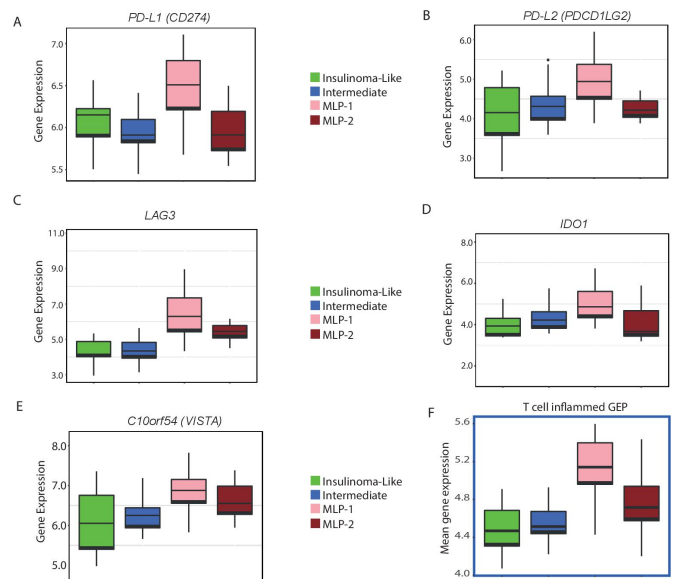 A
PD-L1 (CD274)
Gene Expression
7.0
6.5
6.0
5.5
Insulinoma-Like
Intermediate
MLP-1
MLP-2
B
PD-L2 (PDCD1LG2)
Gene Expression
6.0
5.0
4.0
3.0
C
LAG3
Gene Expression
11.0
9.0
7.0
5.0
3.0
Insulinoma-Like
Intermediate
MLP-1
MLP-2
D
IDO1
Gene Expression
8.0
6.0
4.0
2.0
E
C10orf54 (VISTA)
Gene Expression
8.0
7.0
6.0
5.0
Insulinoma-Like
Intermediate
MLP-1
MLP-2
F
T cell inflammed GEP
Mean gene expression
5.6
5.2
4.8
4.4
4.0